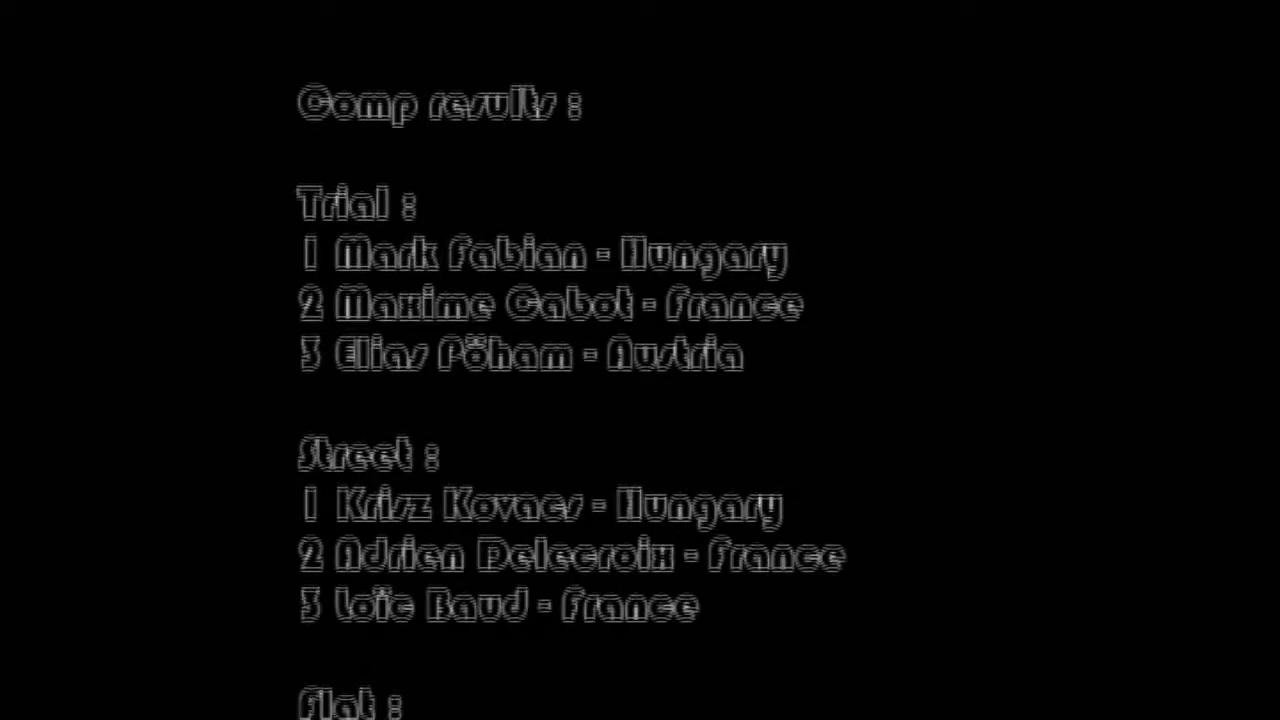 Comp results :
Trial :
1 Mark Fabian - Hungary
2 Maxime Cabot - France
3 Elias Pöham - Austria
Street :
1 Krisz Kovacs - Hungary
2 Adrien Delecroix - France
3 Loïc Baud - France
Flat :